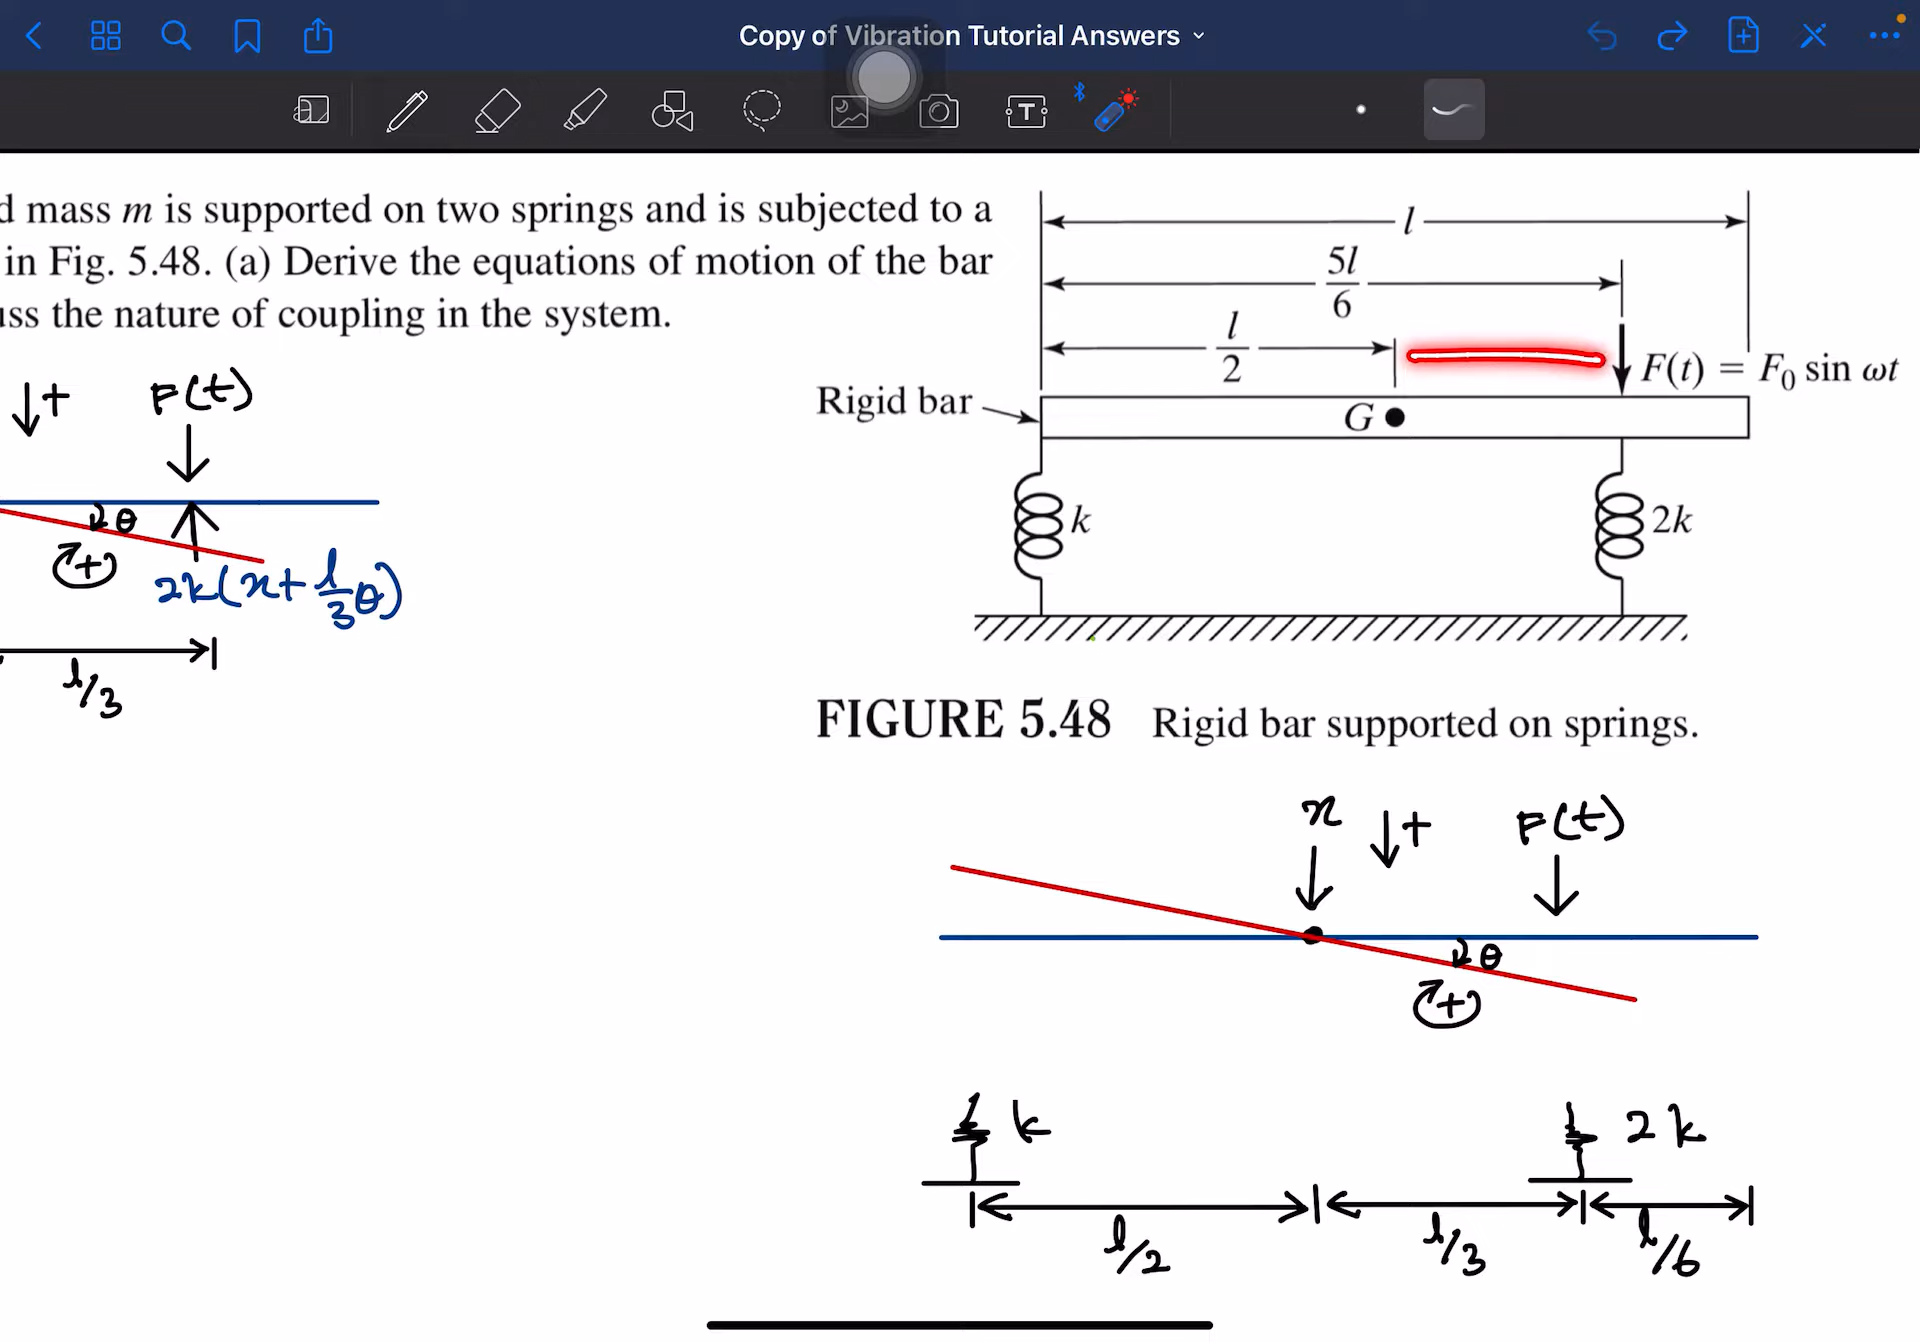 Copy of Vibration Tutorial Answers
T
d mass m is supported on two springs and is subjected to a
in Fig. 5.48. (a) Derive the equations of motion of the bar
uss the nature of coupling in the system.
↓+ F(t)
θ
+
2k(x+l/3θ)
l/3
l
5l/6
l/2
F(t) = F₀ sin ωt
Rigid bar
G
k
2k
FIGURE 5.48 Rigid bar supported on springs.
x ↓+ F(t)
θ
+
k
2k
l/2 l/3 l/6